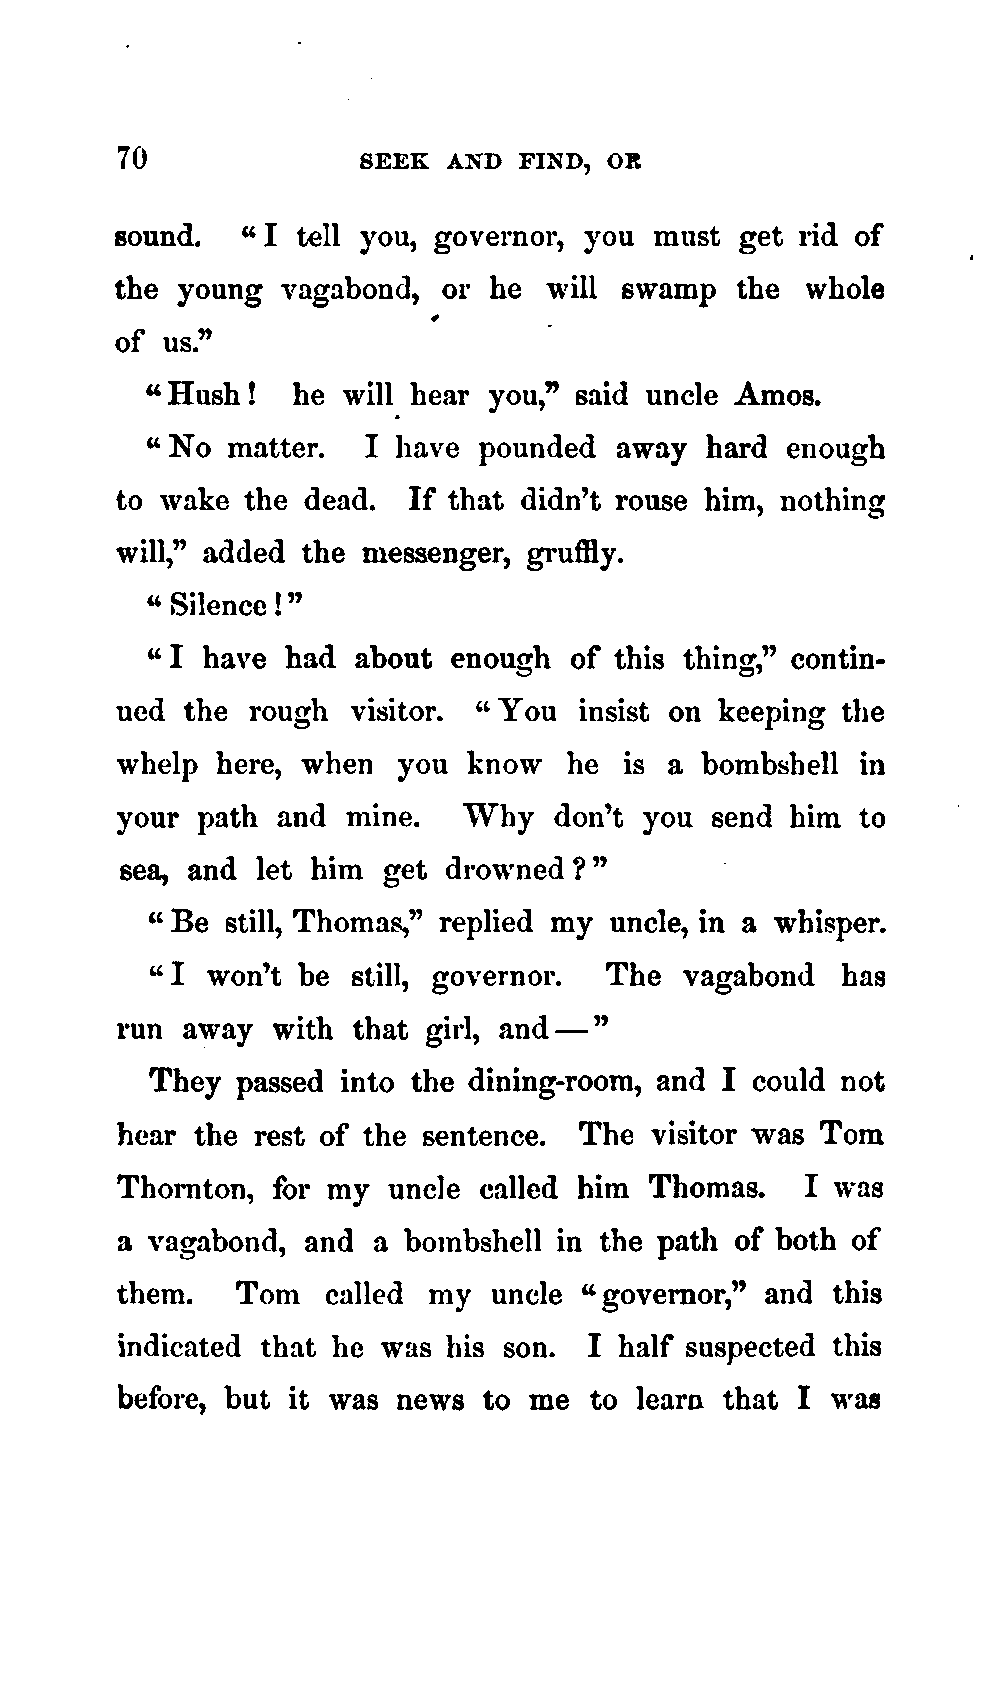 70 SEEK AND FIND, OR
sound. "I tell you, governor, you must get rid of
the young vagabond, or he will swamp the whole
of us."
"Hush! he will hear you," said uncle Amos.
"No matter. I have pounded away hard enough
to wake the dead. If that didn't rouse him, nothing
will," added the messenger, gruffly.
"Silence!"
"I have had about enough of this thing," contin-
ued the rough visitor. "You insist on keeping the
whelp here, when you know he is a bombshell in
your path and mine. Why don't you send him to
sea, and let him get drowned?"
"Be still, Thomas," replied my uncle, in a whisper.
"I won't be still, governor. The vagabond has
run away with that girl, and—"
They passed into the dining-room, and I could not
hear the rest of the sentence. The visitor was Tom
Thornton, for my uncle called him Thomas. I was
a vagabond, and a bombshell in the path of both of
them. Tom called my uncle "governor," and this
indicated that he was his son. I half suspected this
before, but it was news to me to learn that I was